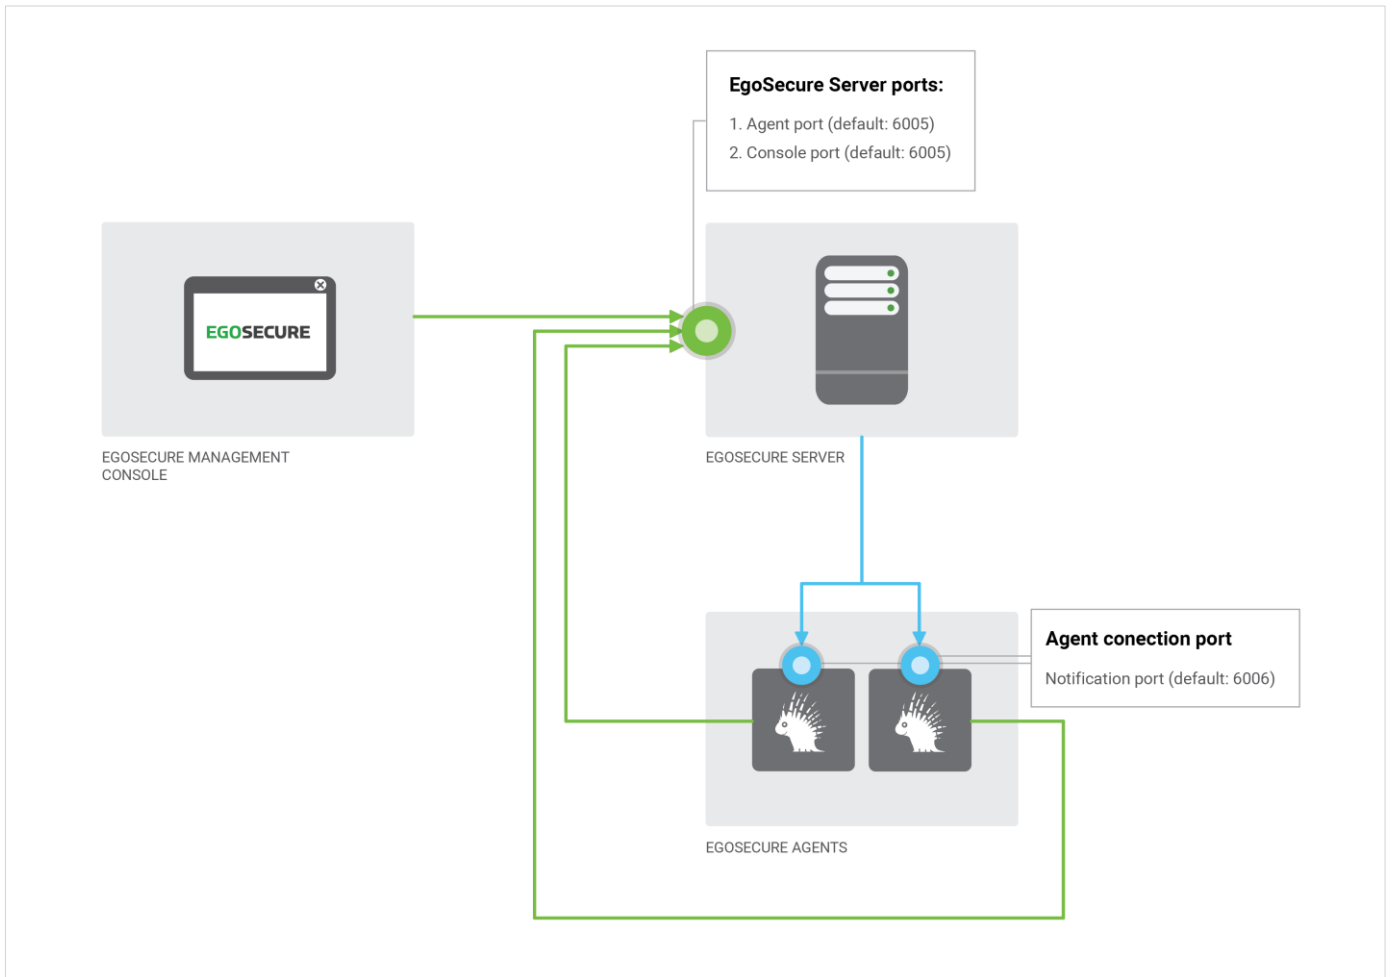 EgoSecure Server ports:
1. Agent port (default: 6005)
2. Console port (default: 6005)
EGOSECURE
EGOSECURE MANAGEMENT
CONSOLE
EGOSECURE SERVER
Agent conection port
Notification port (default: 6006)
EGOSECURE AGENTS